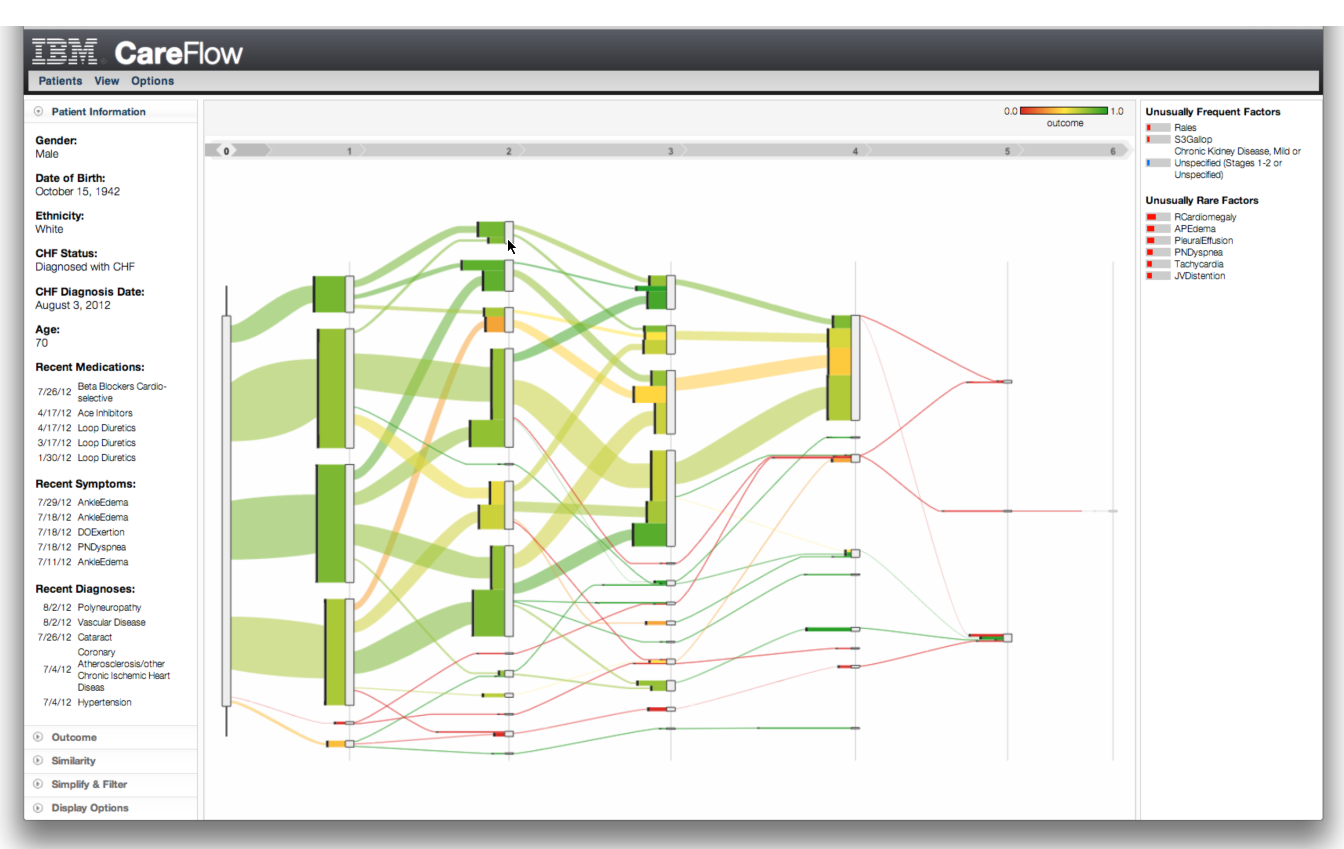 IBM CareFlow
Patients View Options
Patient Information
Gender:
Male
Date of Birth:
October 15, 1942
Ethnicity:
White
CHF Status:
Diagnosed with CHF
CHF Diagnosis Date:
August 3, 2012
Age:
70
Recent Medications:
7/26/12 Beta Blockers Cardio-
selective
4/17/12 Ace Inhibitors
4/17/12 Loop Diuretics
3/17/12 Loop Diuretics
1/30/12 Loop Diuretics
Recent Symptoms:
7/29/12 AnkleEdema
7/18/12 AnkleEdema
7/18/12 DOExertion
7/18/12 PNDyspnea
7/11/12 AnkleEdema
Recent Diagnoses:
8/2/12 Polyneuropathy
8/2/12 Vascular Disease
7/26/12 Cataract
Coronary
7/4/12 Atherosclerosis/other
Chronic Ischemic Heart
Diseas
7/4/12 Hypertension
Outcome
Similarity
Simplify & Filter
Display Options
0.0 1.0
outcome
0 1 2 3 4 5 6
Unusually Frequent Factors
Rales
S3Gallop
Chronic Kidney Disease, Mild or
Unspecified (Stages 1-2 or
Unspecified)
Unusually Rare Factors
RCardiomegaly
APEdema
PleuralEffusion
PNDyspnea
Tachycardia
JVDistention